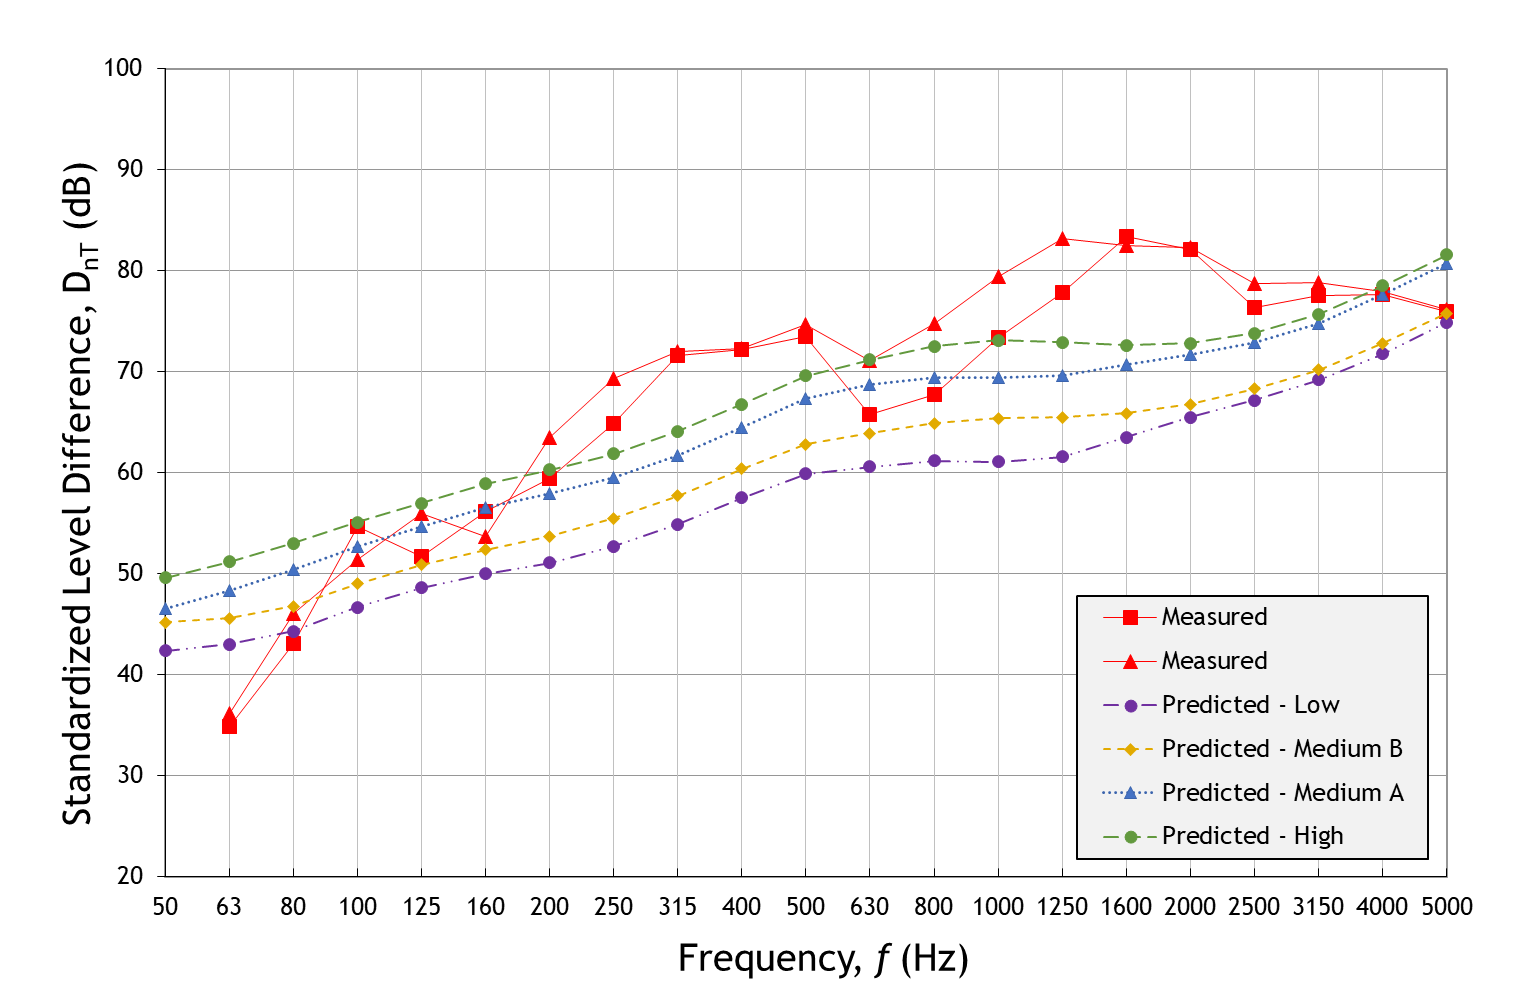 Standardized Level Difference, DnT (dB)
100
90
80
70
60
50
40
30
20
Measured
Measured
Predicted - Low
Predicted - Medium B
Predicted - Medium A
Predicted - High
50 63 80 100 125 160 200 250 315 400 500 630 800 1000 1250 1600 2000 2500 3150 4000 5000
Frequency, f (Hz)